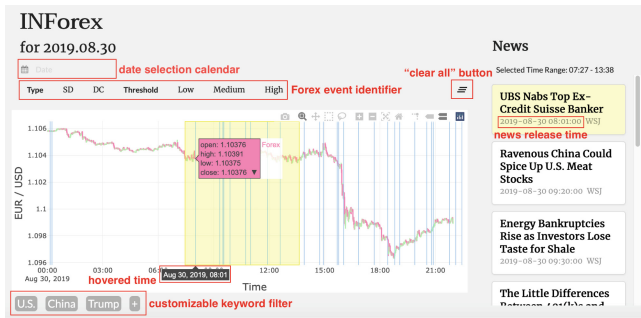 INForex
for 2019.08.30
Date
date selection calendar
Type SD DC Threshold Low Medium High
Forex event identifier
"clear all" button
1.106
1.104
1.102
1.1
1.098
1.096
EUR / USD
open: 1.10376
high: 1.10391
low: 1.10375
close: 1.10376 ▼
Forex
00:00 03:00 06:00 12:00 15:00 18:00 21:00
Aug 30, 2019
hovered time
Aug 30, 2019, 08:01
Time
U.S. China Trump +
customizable keyword filter
News
Selected Time Range: 07:27 - 13:38
UBS Nabs Top Ex-
Credit Suisse Banker
2019-08-30 08:01:00 WSJ
news release time
Ravenous China Could
Spice Up U.S. Meat
Stocks
2019-08-30 09:20:00 WSJ
Energy Bankruptcies
Rise as Investors Lose
Taste for Shale
2019-08-30 09:30:00 WSJ
The Little Differences
Between 401(k)s and